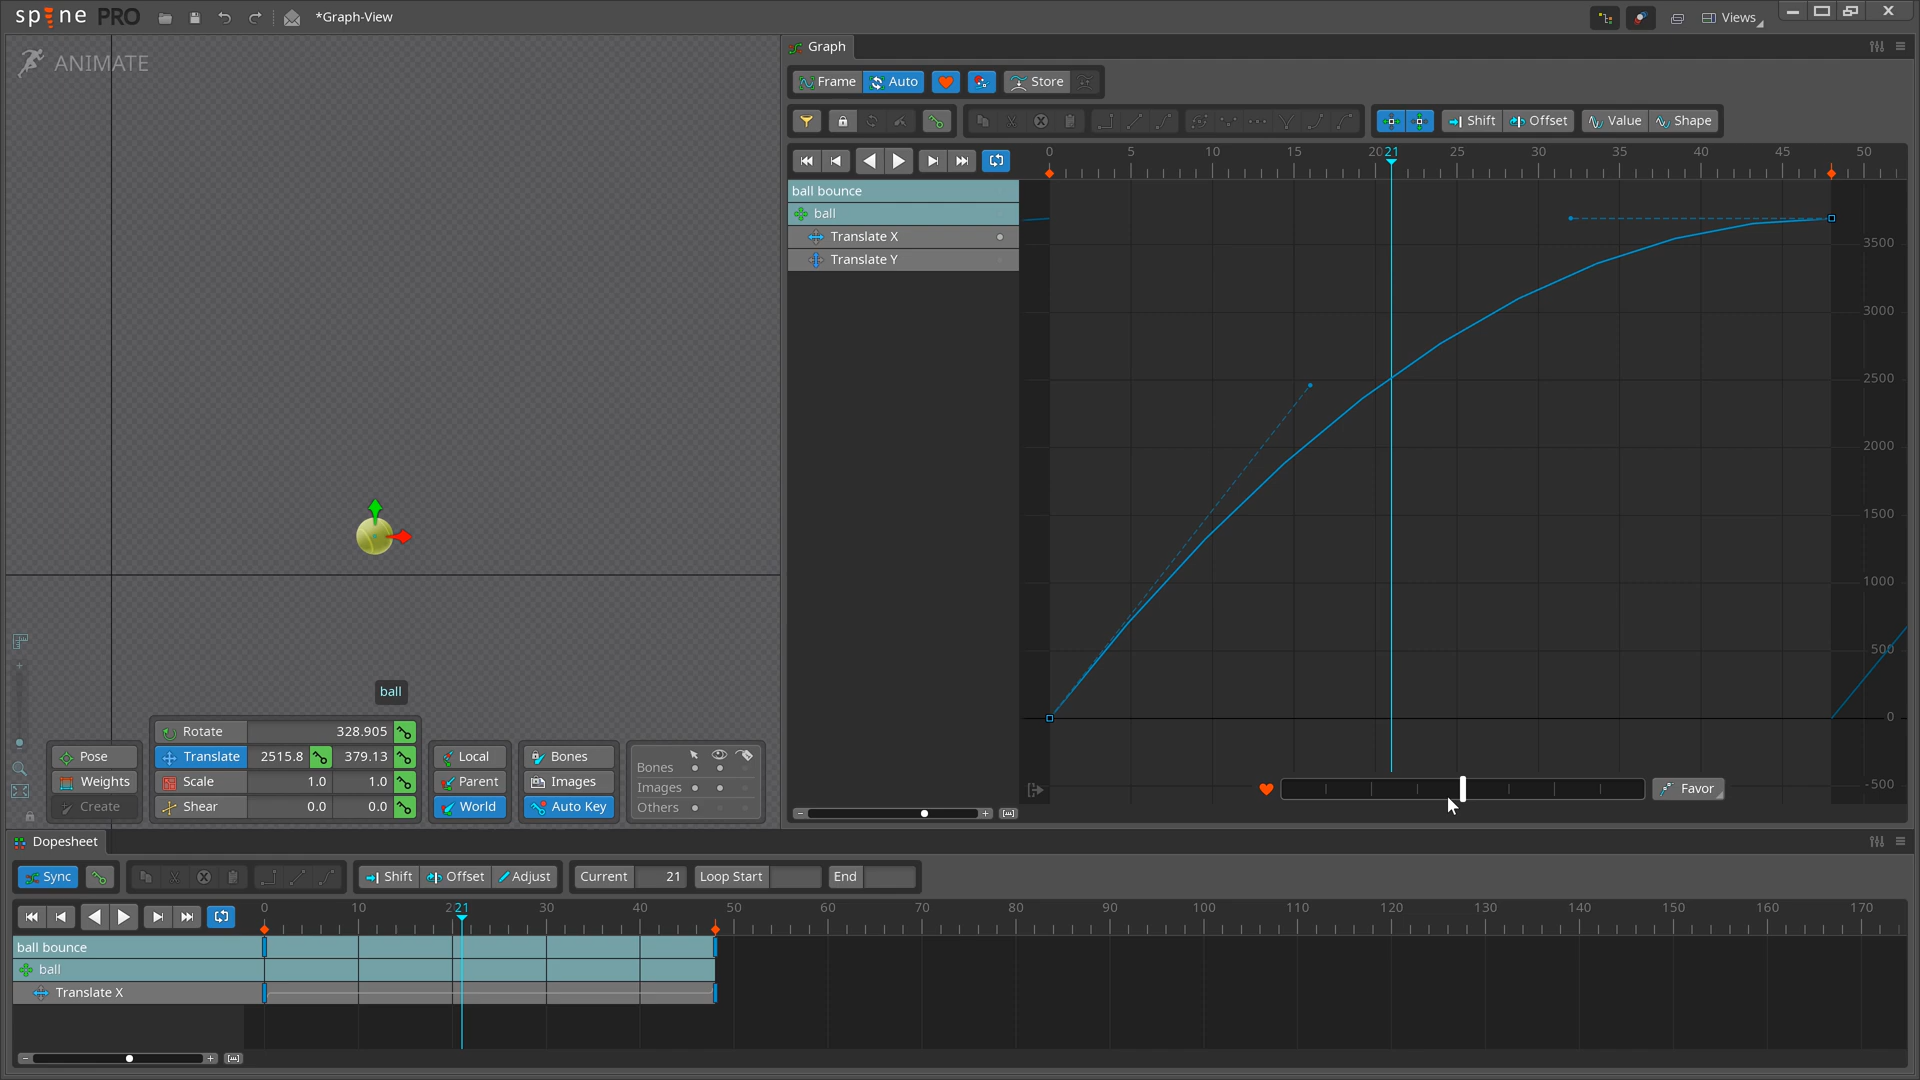 spine PRO
*Graph-View
Views
ANIMATE
Graph
Frame Auto Store
Shift Offset Value Shape
0 5 10 15 20 21 25 30 35 40 45 50
ball bounce
ball
Translate X
Translate Y
3500
3000
2500
2000
1500
1000
500
0
-500
Favor
ball
Pose
Weights
Create
Rotate 328.905
Translate 2515.8 379.13
Scale 1.0 1.0
Shear 0.0 0.0
Local
Parent
World
Bones
Images
Auto Key
Bones
Images
Others
Dopesheet
Sync Shift Offset Adjust Current 21 Loop Start End
0 10 21 30 40 50 60 70 80 90 100 110 120 130 140 150 160 170
ball bounce
ball
Translate X